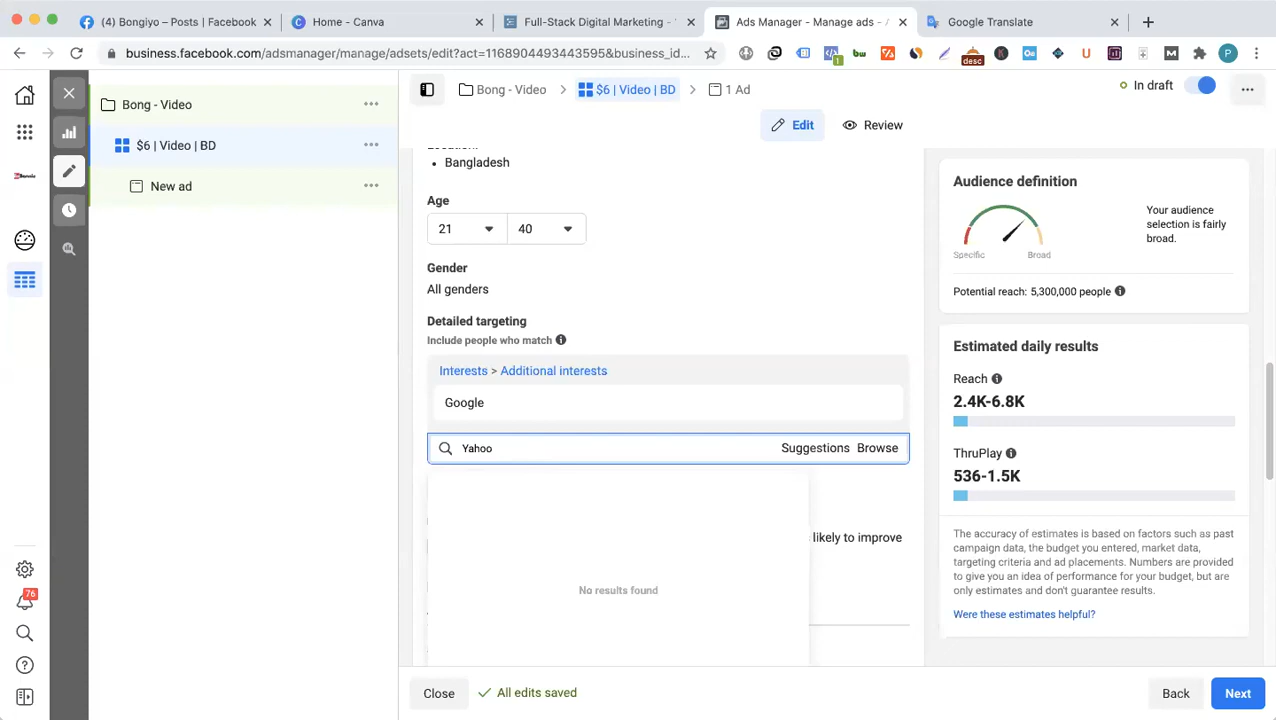 (4) Bongiyo – Posts | Facebook
Home - Canva
Full-Stack Digital Marketing -
Ads Manager - Manage ads -
Google Translate
business.facebook.com/adsmanager/manage/adsets/edit?act=1168904493443595&business_id...
1
desc
P
Bong - Video
$6 | Video | BD
New ad
76
Bong - Video
$6 | Video | BD
1 Ad
In draft
Edit
Review
Bangladesh
Age
21
40
Gender
All genders
Detailed targeting
Include people who match
Interests > Additional interests
Google
Yahoo
Suggestions Browse
likely to improve
No results found
Audience definition
Your audience
selection is fairly
broad.
Specific
Broad
Potential reach: 5,300,000 people
Estimated daily results
Reach
2.4K-6.8K
ThruPlay
536-1.5K
The accuracy of estimates is based on factors such as past
campaign data, the budget you entered, market data,
targeting criteria and ad placements. Numbers are provided
to give you an idea of performance for your budget, but are
only estimates and don't guarantee results.
Were these estimates helpful?
Close
All edits saved
Back
Next